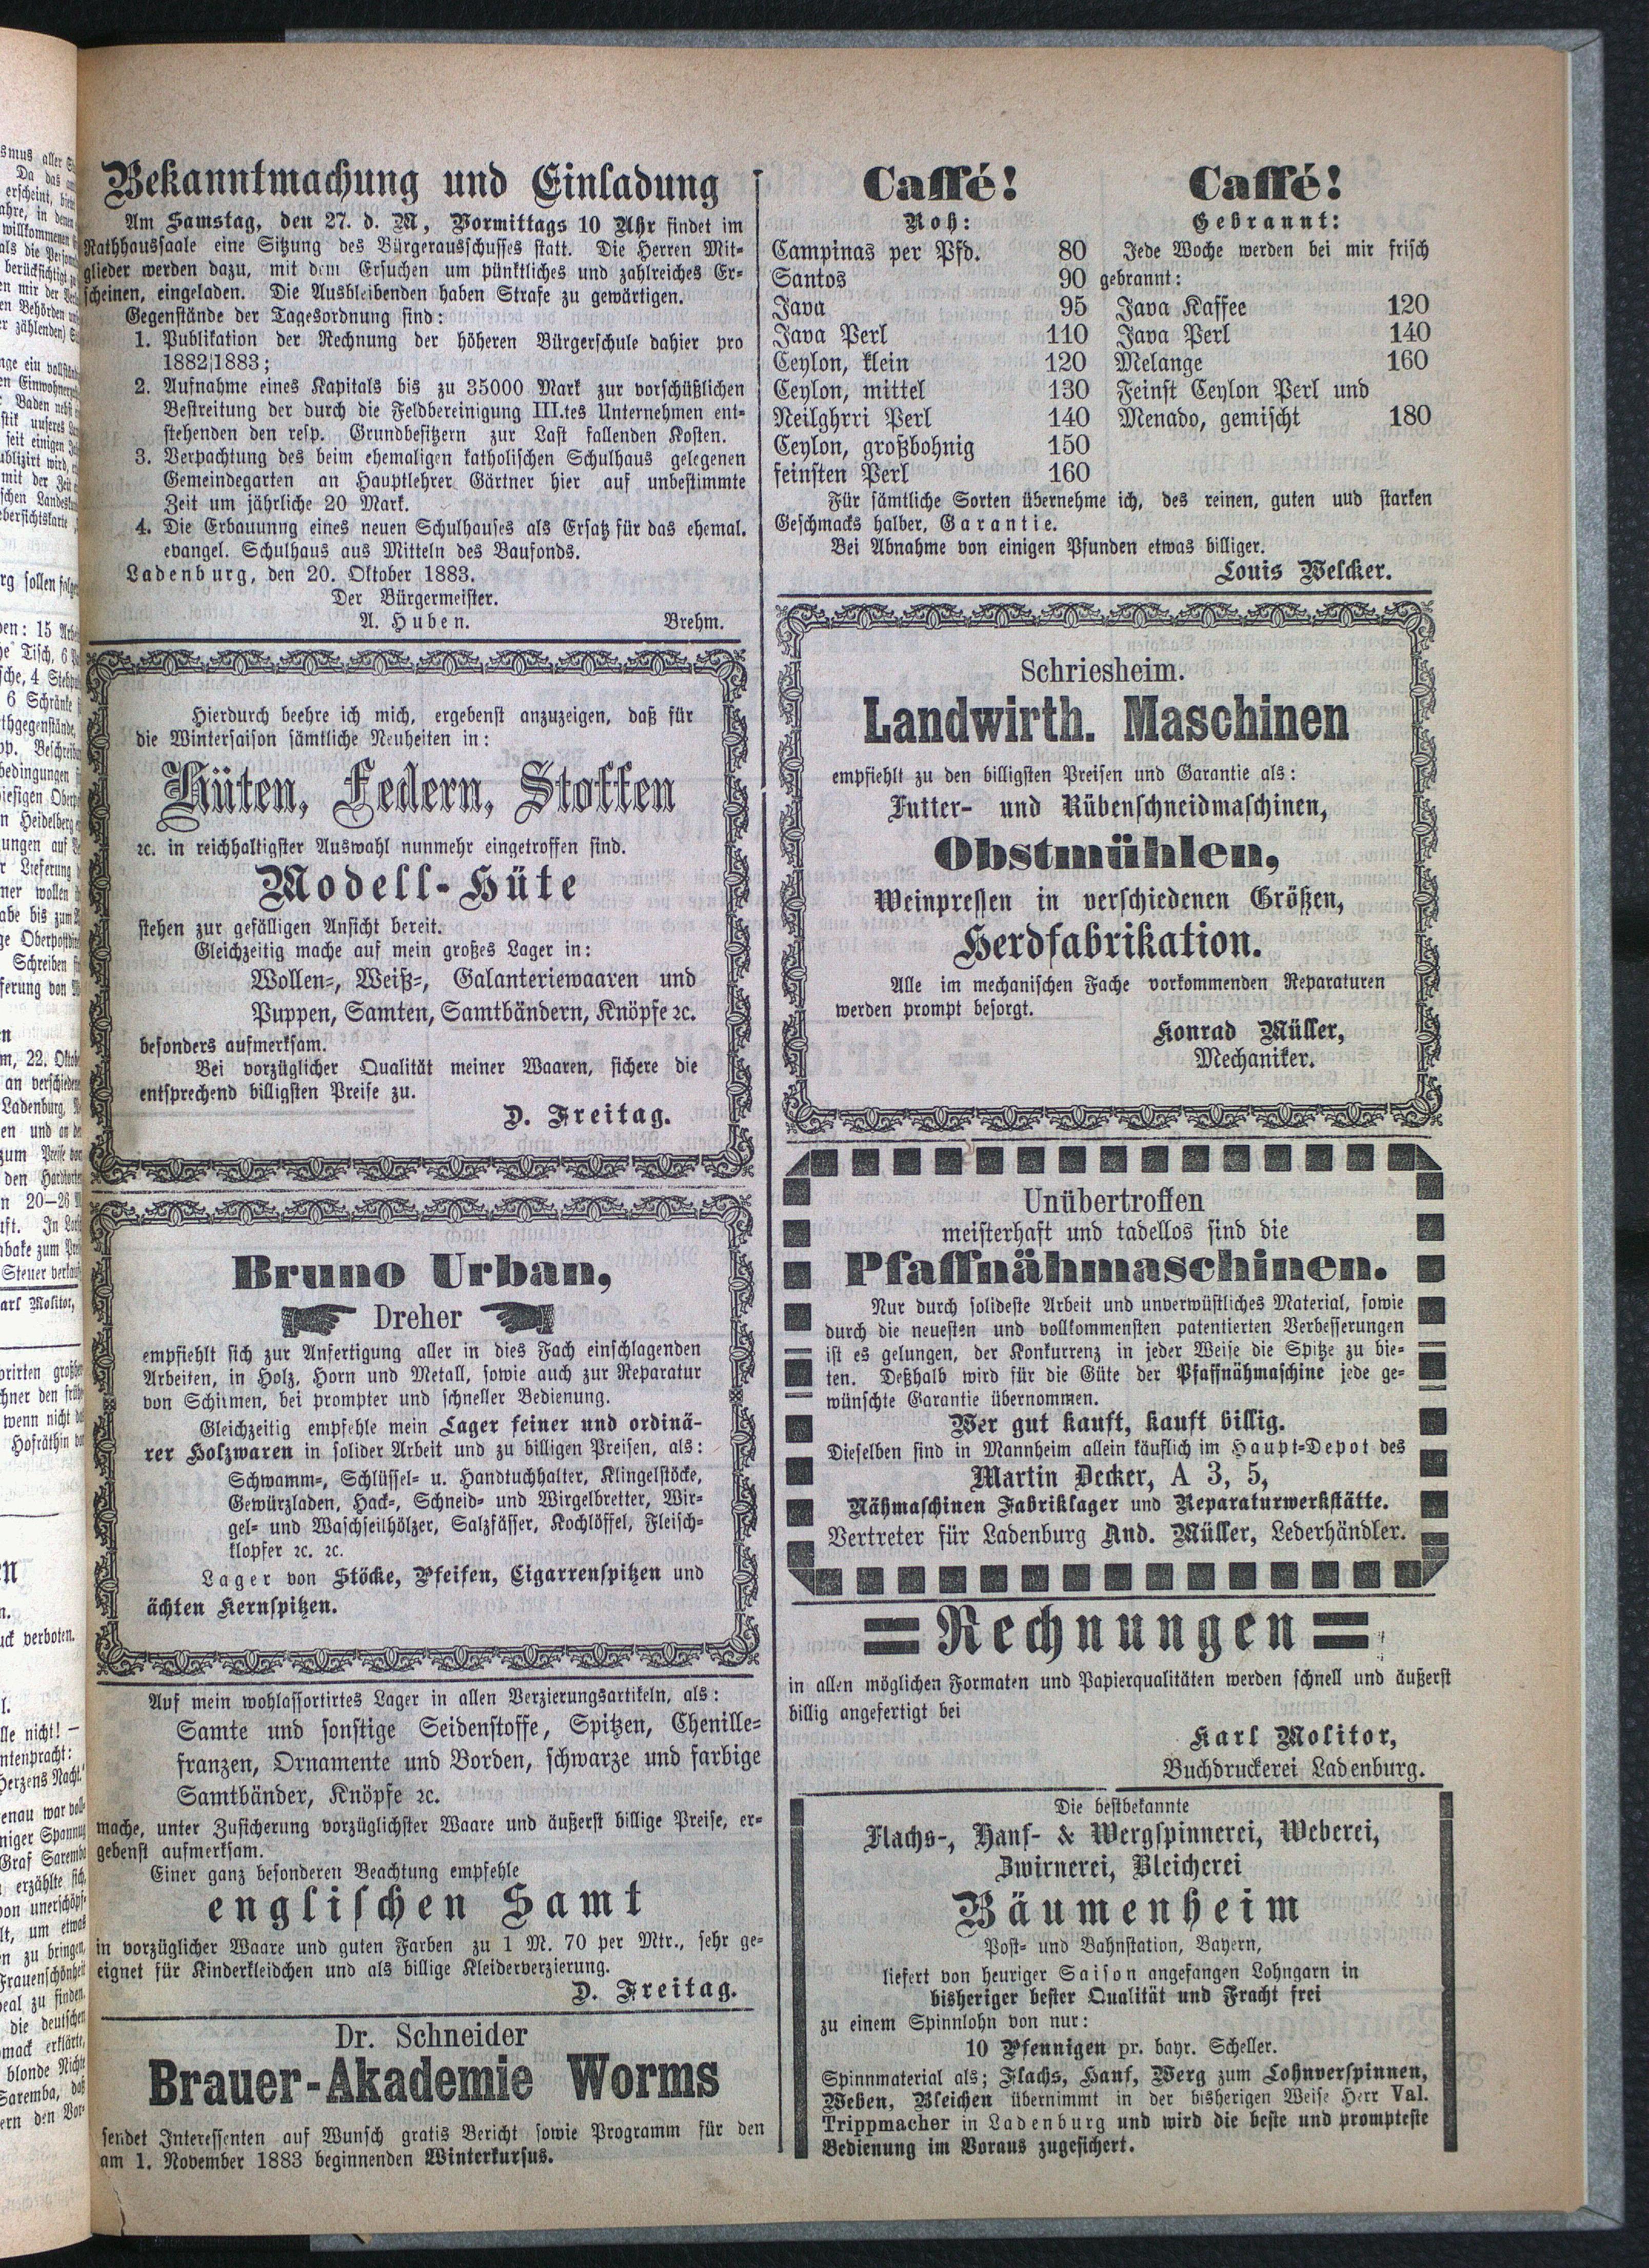 Bekanntmachung und Einladung
Am Samstag, den 27. d. M, Vormittags 10 Uhr findet im
Rathhaussaale eine Sitzung des Bürgerausschusses statt. Die Herren Mit-
glieder werden dazu, mit dem Ersuchen um pünktliches und zahlreiches Er-
scheinen, eingeladen. Die Ausbleibenden haben Strafe zu gewärtigen.
Gegenstände der Tagesordnung sind:
1. Publikation der Rechnung der höheren Bürgerschule dahier pro
1882|1883;
2. Aufnahme eines Kapitals bis zu 35000 Mark zur vorschüßlichen
Bestreitung der durch die Feldbereinigung III.tes Unternehmen ent-
stehenden den resp. Grundbesitzern zur Last fallenden Kosten.
3. Verpachtung des beim ehemaligen katholischen Schulhaus gelegenen
Gemeindegarten an Hauptlehrer Gärtner hier auf unbestimmte
Zeit um jährliche 20 Mark.
4. Die Erbauunng eines neuen Schulhauses als Ersatz für das ehemal.
evangel. Schulhaus aus Mitteln des Baufonds.
Ladenburg, den 20. Oktober 1883.
Der Bürgermeister.
A. Huben. Brehm.
Hierdurch beehre ich mich, ergebenst anzuzeigen, daß für
die Wintersaison sämtliche Neuheiten in:
Hüten, Federn, Stoffen
ꝛc. in reichhaltigster Auswahl nunmehr eingetroffen sind.
Modell-Hüte
stehen zur gefälligen Ansicht bereit.
Gleichzeitig mache auf mein großes Lager in:
Wollen-, Weiß-, Galanteriewaaren und
Puppen, Samten, Samtbändern, Knöpfe ꝛc.
besonders aufmerksam.
Bei vorzüglicher Qualität meiner Waaren, sichere die
entsprechend billigsten Preise zu.
D. Freitag.
Bruno Urban,
Dreher
empfiehlt sich zur Anfertigung aller in dies Fach einschlagenden
Arbeiten, in Holz, Horn und Metall, sowie auch zur Reparatur
von Schirmen, bei prompter und schneller Bedienung.
Gleichzeitig empfehle mein Lager feiner und ordinä-
rer Holzwaren in solider Arbeit und zu billigen Preisen, als:
Schwamm-, Schlüssel- u. Handtuchhalter, Klingelstöcke,
Gewürzladen, Hack-, Schneid- und Wirgelbretter, Wir-
gel- und Waschseilhölzer, Salzfässer, Kochlöffel, Fleisch-
klopfer ꝛc. ꝛc.
Lager von Stöcke, Pfeifen, Cigarrenspitzen und
ächten Kernspitzen.
Auf mein wohlassortirtes Lager in allen Verzierungsartikeln, als:
Samte und sonstige Seidenstoffe, Spitzen, Chenille-
franzen, Ornamente und Borden, schwarze und farbige
Samtbänder, Knöpfe ꝛc.
mache, unter Zusicherung vorzüglichster Waare und äußerst billige Preise, er-
gebenst aufmerksam.
Einer ganz besonderen Beachtung empfehle
englischen Samt
in vorzüglicher Waare und guten Farben zu 1 M. 70 per Mtr., sehr ge-
eignet für Kinderkleidchen und als billige Kleiderverzierung.
D. Freitag.
Dr. Schneider
Brauer-Akademie Worms
sendet Interessenten auf Wunsch gratis Bericht sowie Programm für den
am 1. November 1883 beginnenden Winterkursus.
Caffé!
Roh:
Campinas per Pfd. 80
Santos 90
Java 95
Java Perl 110
Ceylon, klein 120
Ceylon, mittel 130
Neilghrri Perl 140
Ceylon, großbohnig 150
feinsten Perl 160
Caffé!
Gebrannt:
Jede Woche werden bei mir frisch
gebrannt:
Java Kaffee 120
Java Perl 140
Melange 160
Feinst Ceylon Perl und
Menado, gemischt 180
Für sämtliche Sorten übernehme ich, des reinen, guten uud starken
Geschmacks halber, Garantie.
Bei Abnahme von einigen Pfunden etwas billiger.
Louis Welcker.
Schriesheim.
Landwirth. Maschinen
empfiehlt zu den billigsten Preisen und Garantie als:
Futter- und Rübenschneidmaschinen,
Obstmühlen,
Weinpressen in verschiedenen Größen,
Herdfabrikation.
Alle im mechanischen Fache vorkommenden Reparaturen
werden prompt besorgt.
Konrad Müller,
Mechaniker.
Unübertroffen
meisterhaft und tadellos sind die
Pfaffnähmaschinen.
Nur durch solideste Arbeit und unverwüstliches Material, sowie
durch die neuesten und vollkommensten patentierten Verbesserungen
ist es gelungen, der Konkurrenz in jeder Weise die Spitze zu bie-
ten. Deßhalb wird für die Güte der Pfaffnähmaschine jede ge-
wünschte Garantie übernommen.
Wer gut kauft, kauft billig.
Dieselben sind in Mannheim allein käuflich im Haupt-Depot des
Martin Decker, A 3, 5,
Nähmaschinen Fabriklager und Reparaturwerkstätte.
Vertreter für Ladenburg And. Müller, Lederhändler.
Rechnungen
in allen möglichen Formaten und Papierqualitäten werden schnell und äußerst
billig angefertigt bei
Karl Molitor,
Buchdruckerei Ladenburg.
Die bestbekannte
Flachs-, Hanf- & Wergspinnerei, Weberei,
Zwirnerei, Bleicherei
Bäumenheim
Post- und Bahnstation, Bayern,
liefert von heuriger Saison angefangen Lohngarn in
bisheriger bester Qualität und Fracht frei
zu einem Spinnlohn von nur:
10 Pfennigen pr. bayr. Scheller.
Spinnmaterial als; Flachs, Hanf, Werg zum Lohnverspinnen,
Weben, Bleichen übernimmt in der bisherigen Weise Herr Val.
Trippmacher in Ladenburg und wird die beste und prompteste
Bedienung im Voraus zugesichert.